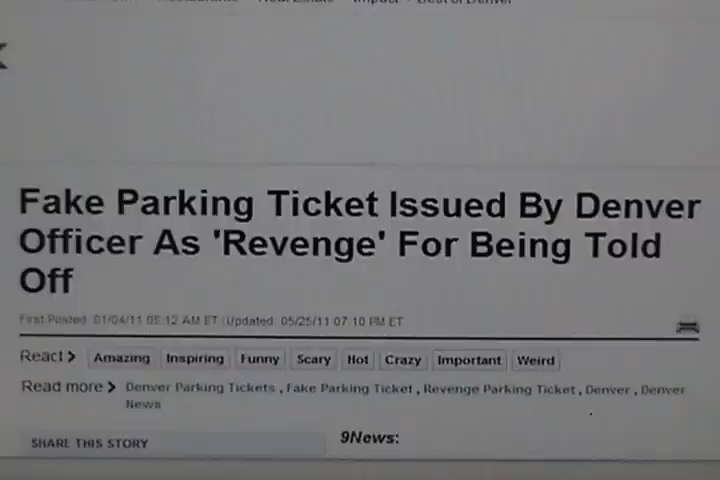 Best of Denver
Fake Parking Ticket Issued By Denver
Officer As 'Revenge' For Being Told
Off
First Posted: 01/04/11 05:12 AM ET Updated: 05/25/11 07:10 PM ET
React > Amazing Inspiring Funny Scary Hot Crazy Important Weird
Read more > Denver Parking Tickets , Fake Parking Ticket , Revenge Parking Ticket , Denver , Denver
News
SHARE THIS STORY
9News: